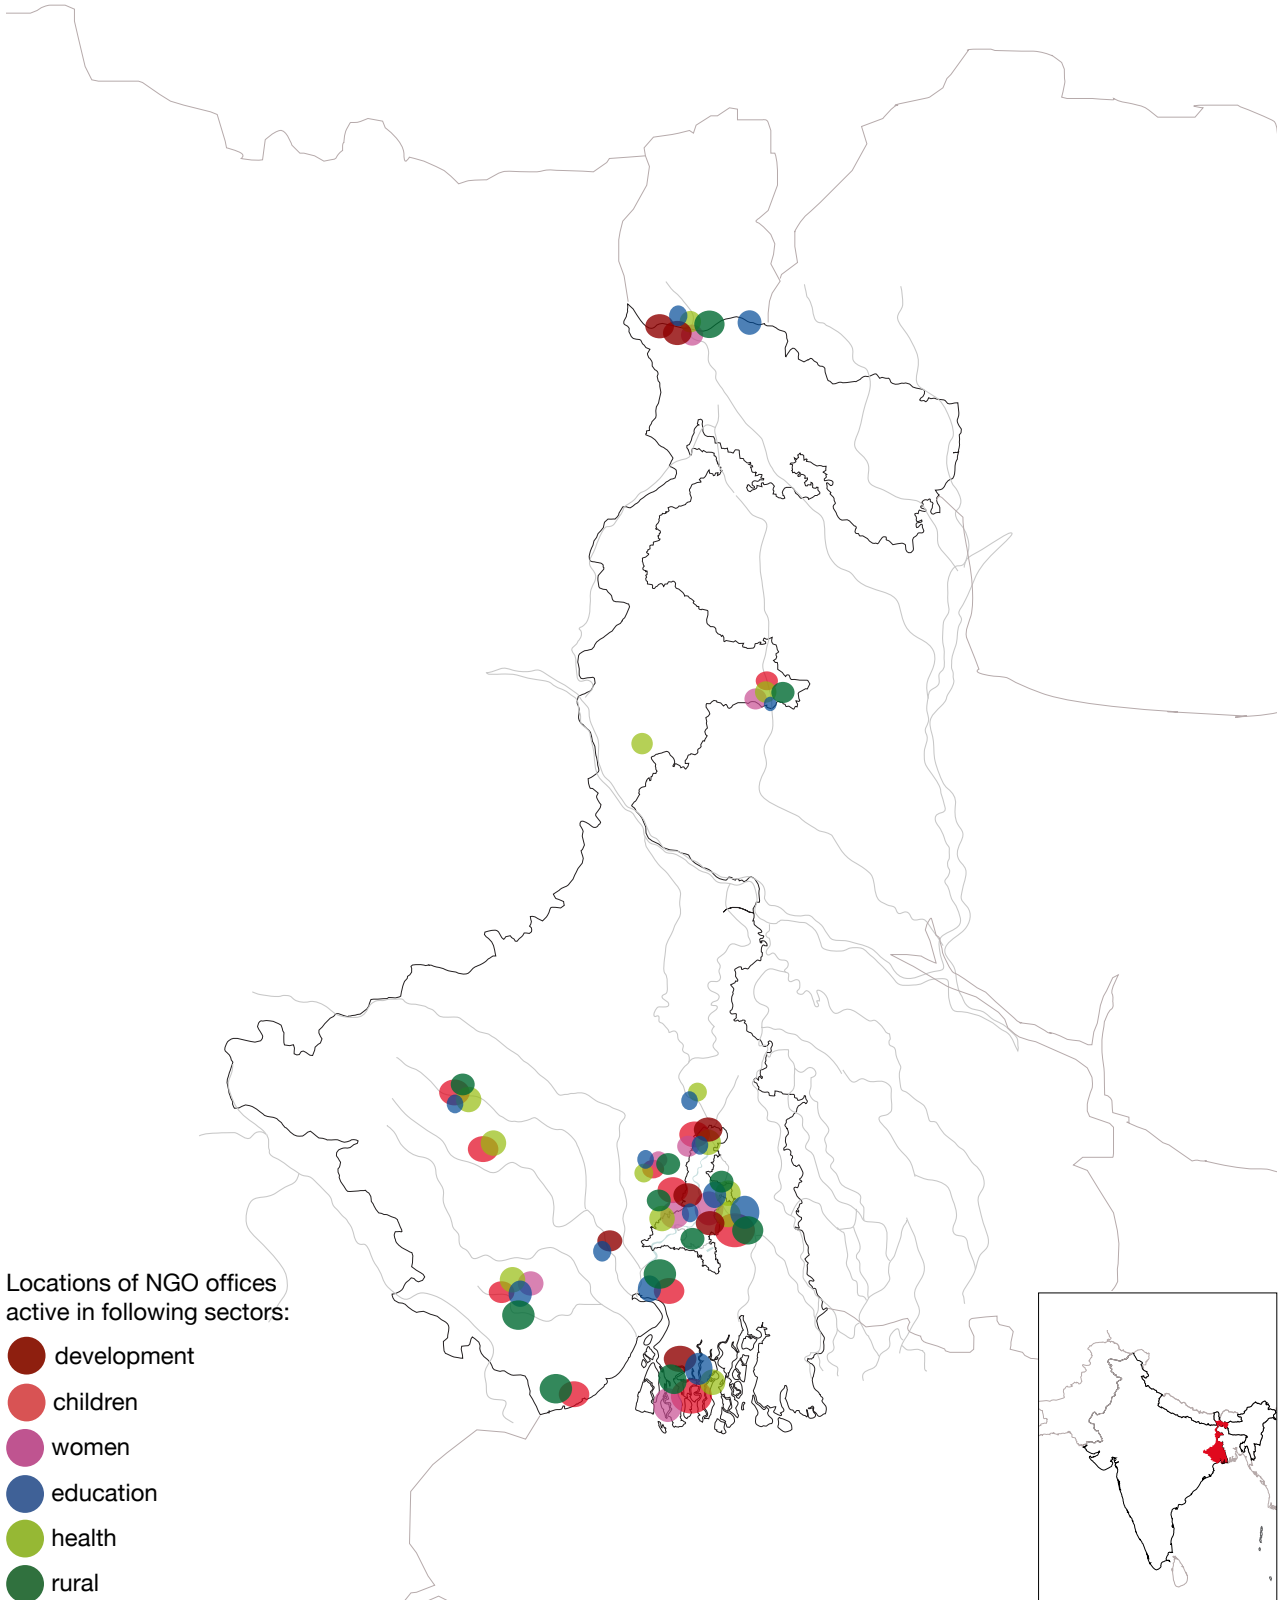 Locations of NGO offices
active in following sectors:
development
children
women
education
health
rural